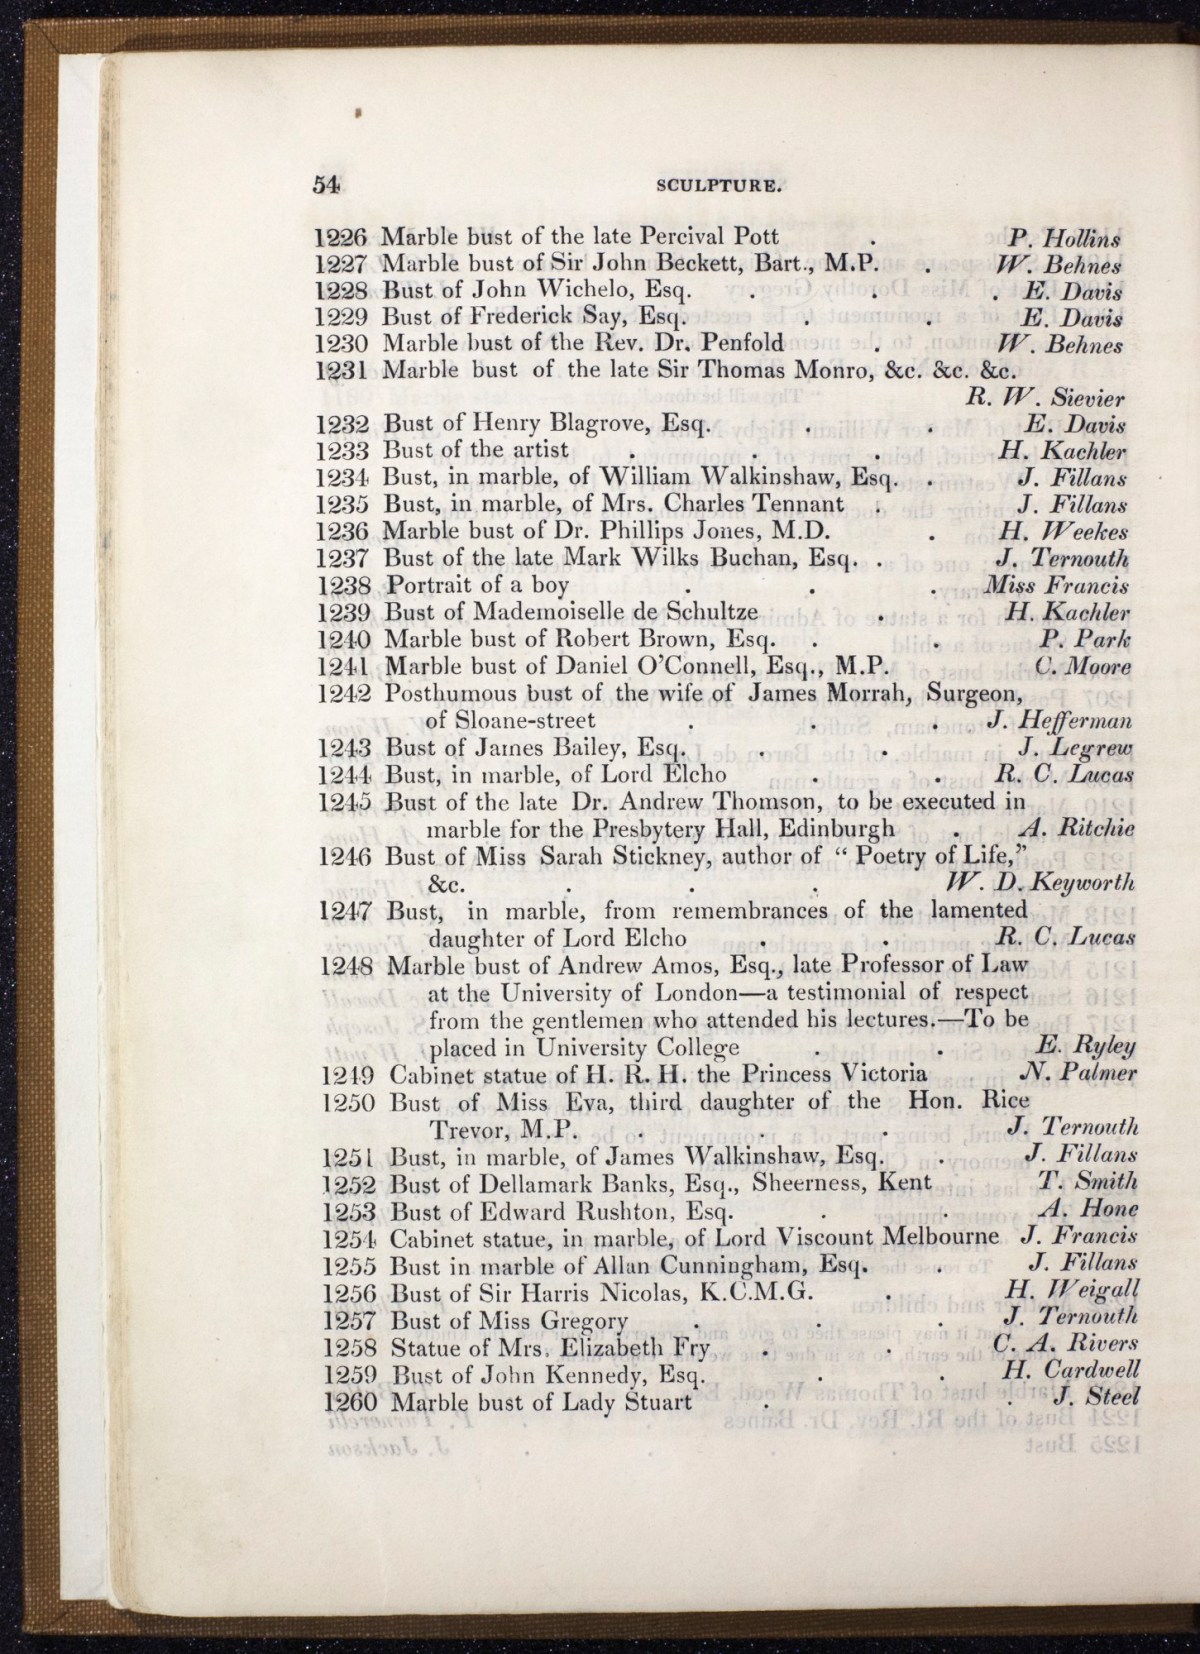 54 SCULPTURE.
1226 Marble bust of the late Percival Pott . P. Hollins
1227 Marble bust of Sir John Beckett, Bart., M.P. . W. Behnes
1228 Bust of John Wichelo, Esq. . . . E. Davis
1229 Bust of Frederick Say, Esq. . . E. Davis
1230 Marble bust of the Rev. Dr. Penfold . W. Behnes
1231 Marble bust of the late Sir Thomas Monro, &c. &c. &c.
R. W. Sievier
1232 Bust of Henry Blagrove, Esq. . . E. Davis
1233 Bust of the artist . . . H. Kachler
1234 Bust, in marble, of William Walkinshaw, Esq. . J. Fillans
1235 Bust, in marble, of Mrs. Charles Tennant . J. Fillans
1236 Marble bust of Dr. Phillips Jones, M.D. . H. Weekes
1237 Bust of the late Mark Wilks Buchan, Esq. . J. Ternouth
1238 Portrait of a boy . . . Miss Francis
1239 Bust of Mademoiselle de Schultze . H. Kachler
1240 Marble bust of Robert Brown, Esq. . . P. Park
1241 Marble bust of Daniel O'Connell, Esq., M.P. C. Moore
1242 Posthumous bust of the wife of James Morrah, Surgeon,
of Sloane-street . . . J. Hefferman
1243 Bust of James Bailey, Esq. . . J. Legrew
1244 Bust, in marble, of Lord Elcho . . R. C. Lucas
1245 Bust of the late Dr. Andrew Thomson, to be executed in
marble for the Presbytery Hall, Edinburgh . A. Ritchie
1246 Bust of Miss Sarah Stickney, author of “ Poetry of Life,”
&c. . . . W. D. Keyworth
1247 Bust, in marble, from remembrances of the lamented
daughter of Lord Elcho . . R. C. Lucas
1248 Marble bust of Andrew Amos, Esq., late Professor of Law
at the University of London—a testimonial of respect
from the gentlemen who attended his lectures.—To be
placed in University College . . E. Ryley
1249 Cabinet statue of H. R. H. the Princess Victoria N. Palmer
1250 Bust of Miss Eva, third daughter of the Hon. Rice
Trevor, M.P. . . . J. Ternouth
1251 Bust, in marble, of James Walkinshaw, Esq. . J. Fillans
1252 Bust of Dellamark Banks, Esq., Sheerness, Kent T. Smith
1253 Bust of Edward Rushton, Esq. . . A. Hone
1254 Cabinet statue, in marble, of Lord Viscount Melbourne J. Francis
1255 Bust in marble of Allan Cunningham, Esq. . J. Fillans
1256 Bust of Sir Harris Nicolas, K.C.M.G. . H. Weigall
1257 Bust of Miss Gregory . . . J. Ternouth
1258 Statue of Mrs. Elizabeth Fry . . C. A. Rivers
1259 Bust of John Kennedy, Esq. . . H. Cardwell
1260 Marble bust of Lady Stuart . . . J. Steel